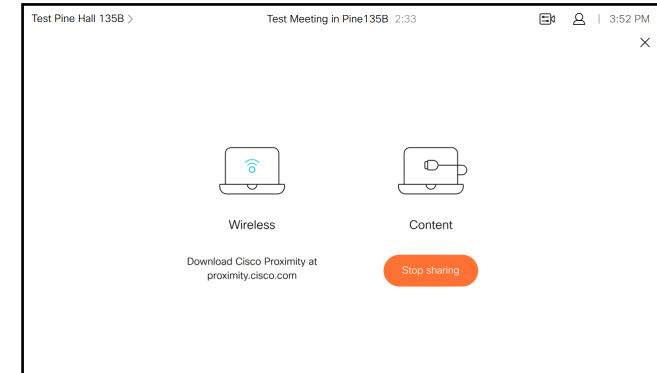 Test Pine Hall 135B >
Test Meeting in Pine135B 2:33
3:52 PM
Wireless
Content
Download Cisco Proximity at
proximity.cisco.com
Stop sharing